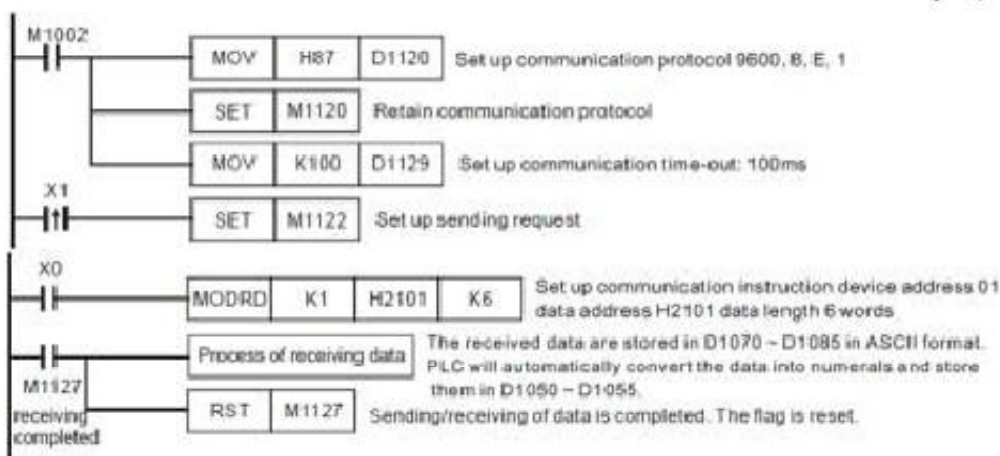 M1002
MOV H87 D1120 Set up communication protocol 9600, 8, E, 1
SET M1120 Retain communication protocol
MOV K100 D1129 Set up communication time-out: 100ms
X1
SET M1122 Set up sending request
X0
MODRD K1 H2101 K6 Set up communication instruction device address 01
data address H2101 data length 6 words
Process of receiving data The received data are stored in D1070 ~ D1085 in ASCII format.
PLC will automatically convert the data into numerals and store
them in D1050 ~ D1055.
M1127
receiving
completed
RST M1127 Sending/receiving of data is completed. The flag is reset.